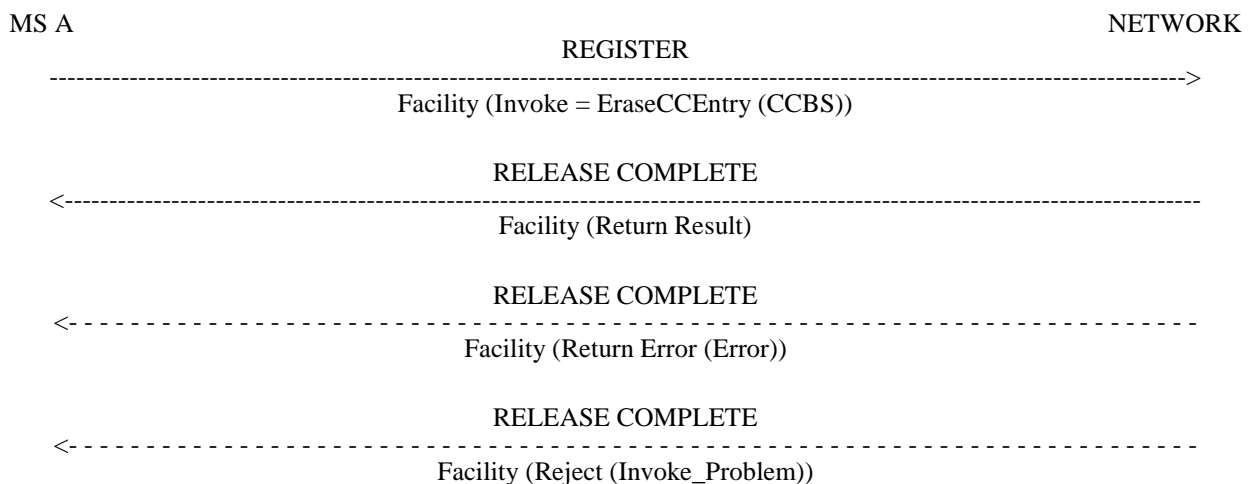 MS A NETWORK
REGISTER
------------------------------------------------------------------------------------------------------------------------------->
Facility (Invoke = EraseCCEntry (CCBS))
RELEASE COMPLETE
<-------------------------------------------------------------------------------------------------------------------------------
Facility (Return Result)
RELEASE COMPLETE
<- - - - - - - - - - - - - - - - - - - - - - - - - - - - - - - - - - - - - - - - - - - - - - - - - - - - - - - - - - - - - - - - - - - - - - - - - -
Facility (Return Error (Error))
RELEASE COMPLETE
<- - - - - - - - - - - - - - - - - - - - - - - - - - - - - - - - - - - - - - - - - - - - - - - - - - - - - - - - - - - - - - - - - - - - - - - - - -
Facility (Reject (Invoke_Problem))